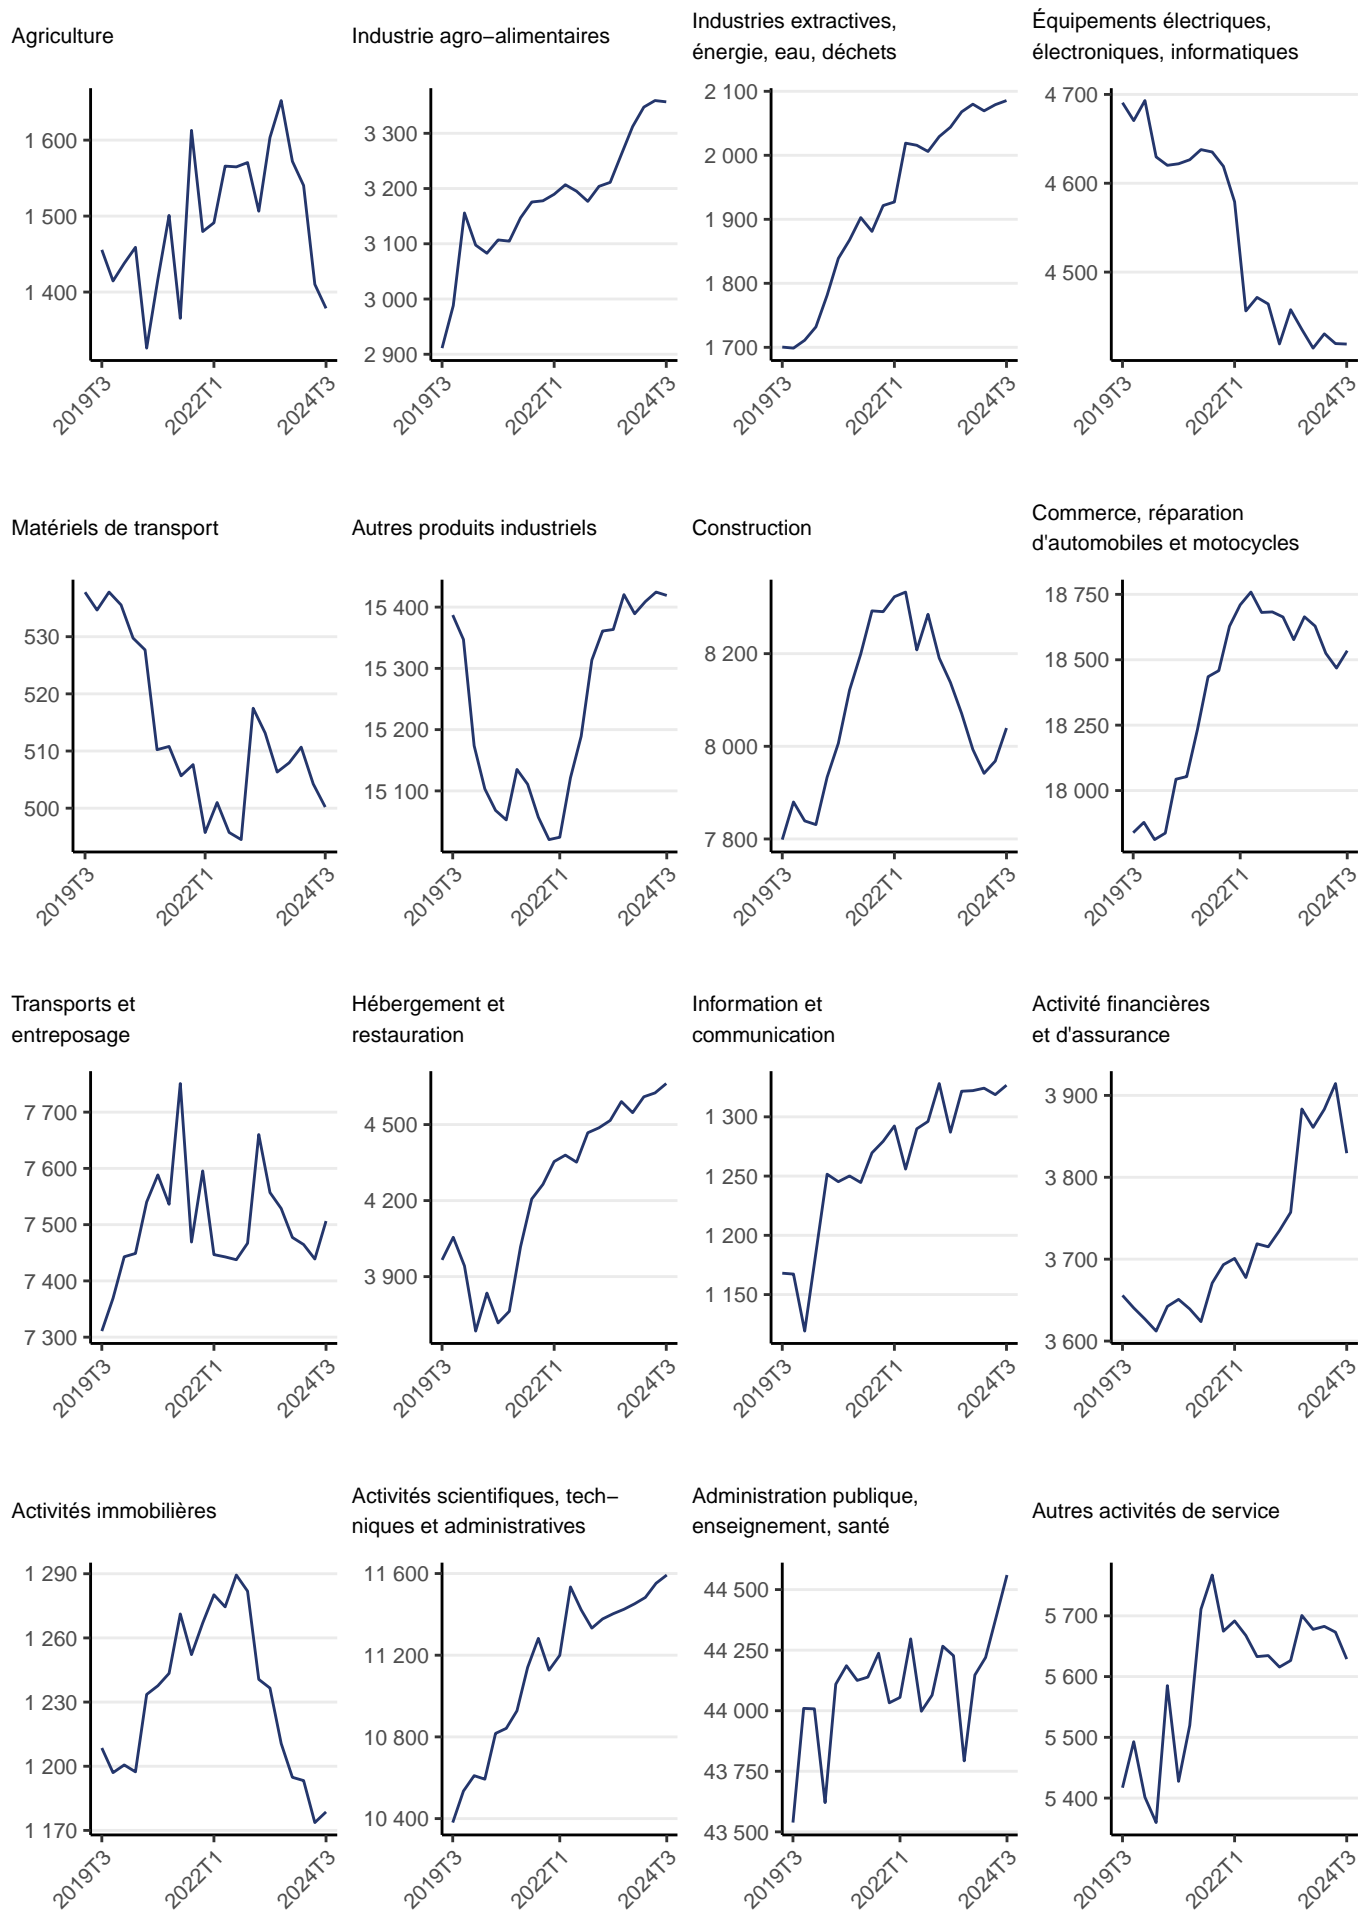 Agriculture
1 600
1 500
1 400
2019T3
2022T1
2024T3
Industrie agro−alimentaires
3 300
3 200
3 100
3 000
2 900
2019T3
2022T1
2024T3
Industries extractives,
énergie, eau, déchets
2 100
2 000
1 900
1 800
1 700
2019T3
2022T1
2024T3
Équipements électriques,
électroniques, informatiques
4 700
4 600
4 500
2019T3
2022T1
2024T3
Matériels de transport
530
520
510
500
2019T3
2022T1
2024T3
Autres produits industriels
15 400
15 300
15 200
15 100
2019T3
2022T1
2024T3
Construction
8 200
8 000
7 800
2019T3
2022T1
2024T3
Commerce, réparation
d'automobiles et motocycles
18 750
18 500
18 250
18 000
2019T3
2022T1
2024T3
Transports et
entreposage
7 700
7 600
7 500
7 400
7 300
2019T3
2022T1
2024T3
Hébergement et
restauration
4 500
4 200
3 900
2019T3
2022T1
2024T3
Information et
communication
1 300
1 250
1 200
1 150
2019T3
2022T1
2024T3
Activité financières
et d'assurance
3 900
3 800
3 700
3 600
2019T3
2022T1
2024T3
Activités immobilières
1 290
1 260
1 230
1 200
1 170
2019T3
2022T1
2024T3
Activités scientifiques, tech−
niques et administratives
11 600
11 200
10 800
10 400
2019T3
2022T1
2024T3
Administration publique,
enseignement, santé
44 500
44 250
44 000
43 750
43 500
2019T3
2022T1
2024T3
Autres activités de service
5 700
5 600
5 500
5 400
2019T3
2022T1
2024T3